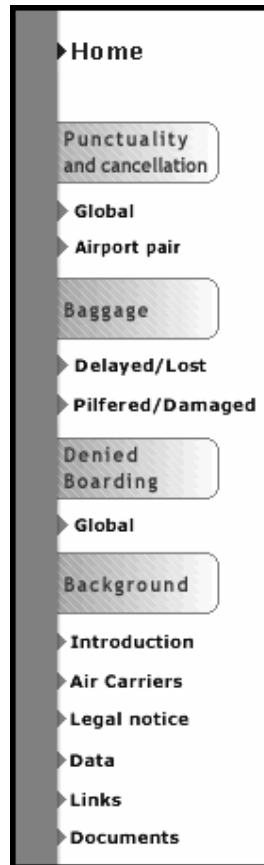 Home
Punctuality
and cancellation
Global
Airport pair
Baggage
Delayed/Lost
Pilfered/Damaged
Denied
Boarding
Global
Background
Introduction
Air Carriers
Legal notice
Data
Links
Documents